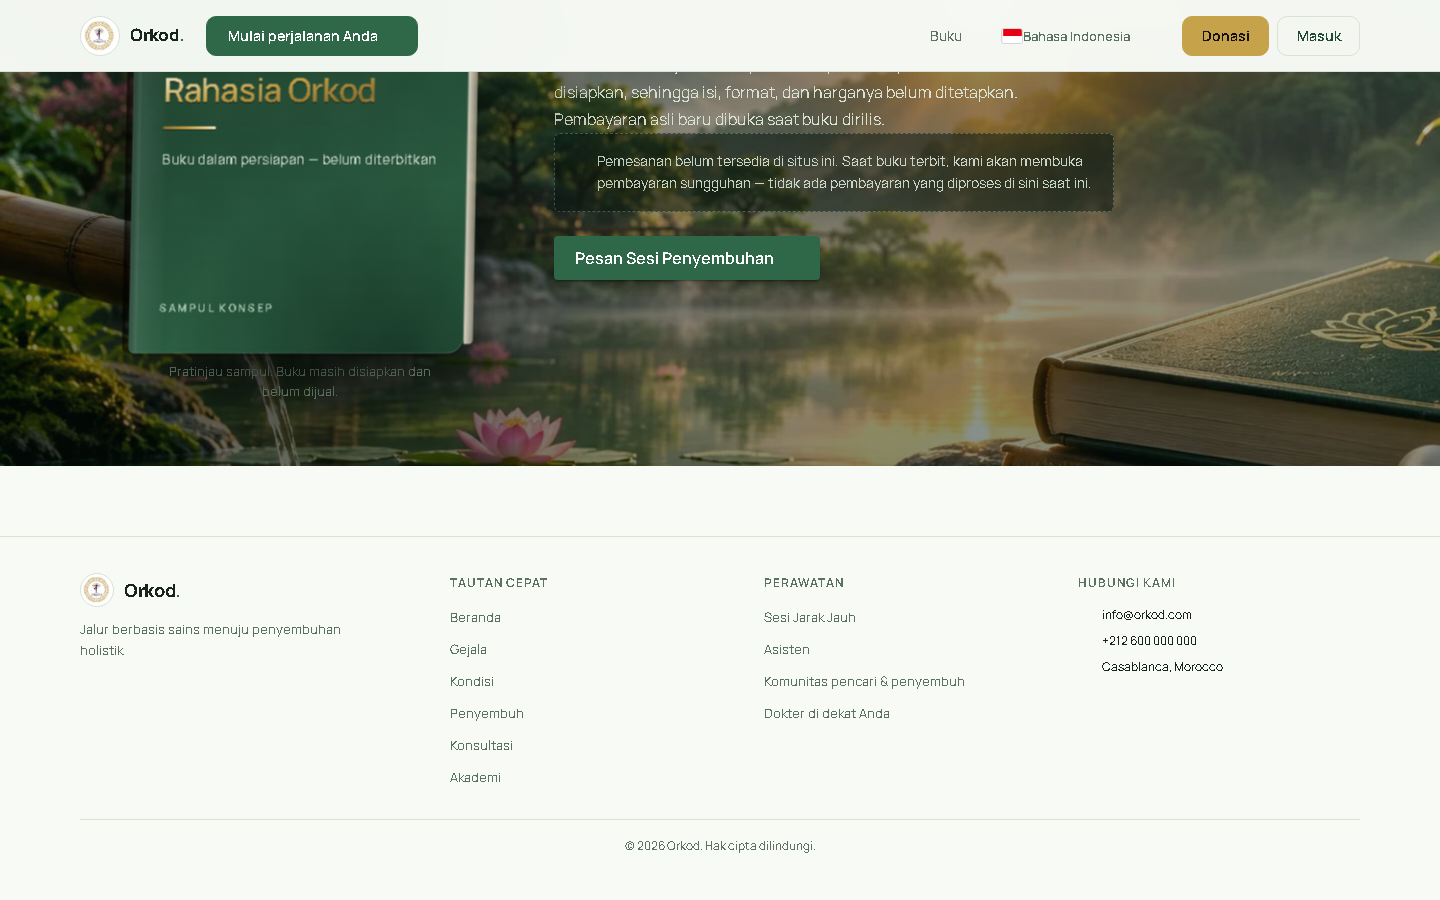 Orkod.
Mulai perjalanan Anda
Buku
Bahasa Indonesia
Donasi
Masuk
Rahasia Orkod
Buku dalam persiapan — belum diterbitkan
SAMPUL KONSEP
Pratinjau sampul. Buku masih disiapkan dan
belum dijual.
disiapkan, sehingga isi, format, dan harganya belum ditetapkan.
Pembayaran asli baru dibuka saat buku dirilis.
Pemesanan belum tersedia di situs ini. Saat buku terbit, kami akan membuka
pembayaran sungguhan — tidak ada pembayaran yang diproses di sini saat ini.
Pesan Sesi Penyembuhan
Orkod.
Jalur berbasis sains menuju penyembuhan
holistik.
TAUTAN CEPAT
Beranda
Gejala
Kondisi
Penyembuh
Konsultasi
Akademi
PERAWATAN
Sesi Jarak Jauh
Asisten
Komunitas pencari & penyembuh
Dokter di dekat Anda
HUBUNGI KAMI
info@orkod.com
+212 600 000 000
Casablanca, Morocco
© 2026 Orkod. Hak cipta dilindungi.